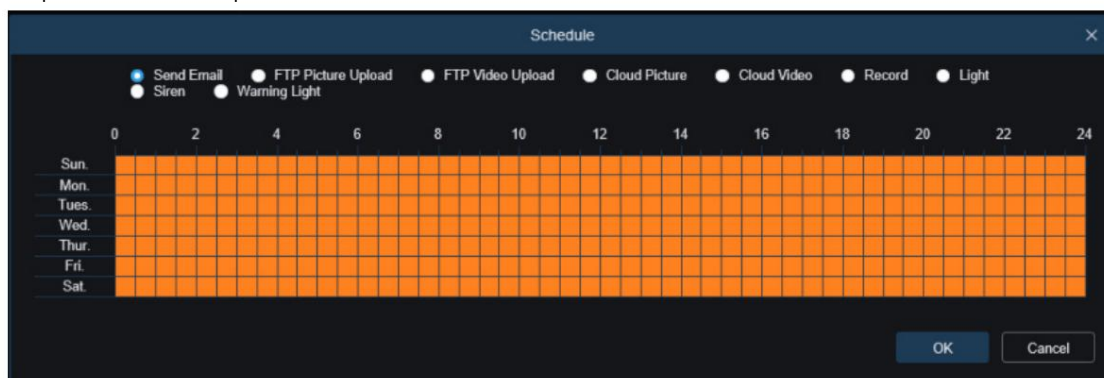 Schedule
Send Email FTP Picture Upload FTP Video Upload Cloud Picture Cloud Video Record Light
Siren Warning Light
0 2 4 6 8 10 12 14 16 18 20 22 24
Sun.
Mon.
Tues.
Wed.
Thur.
Fri.
Sat.
OK Cancel